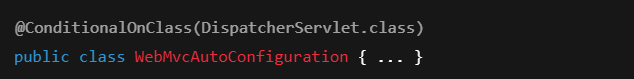 @ConditionalOnClass(DispatcherServlet.class)
public class WebMvcAutoConfiguration { ... }